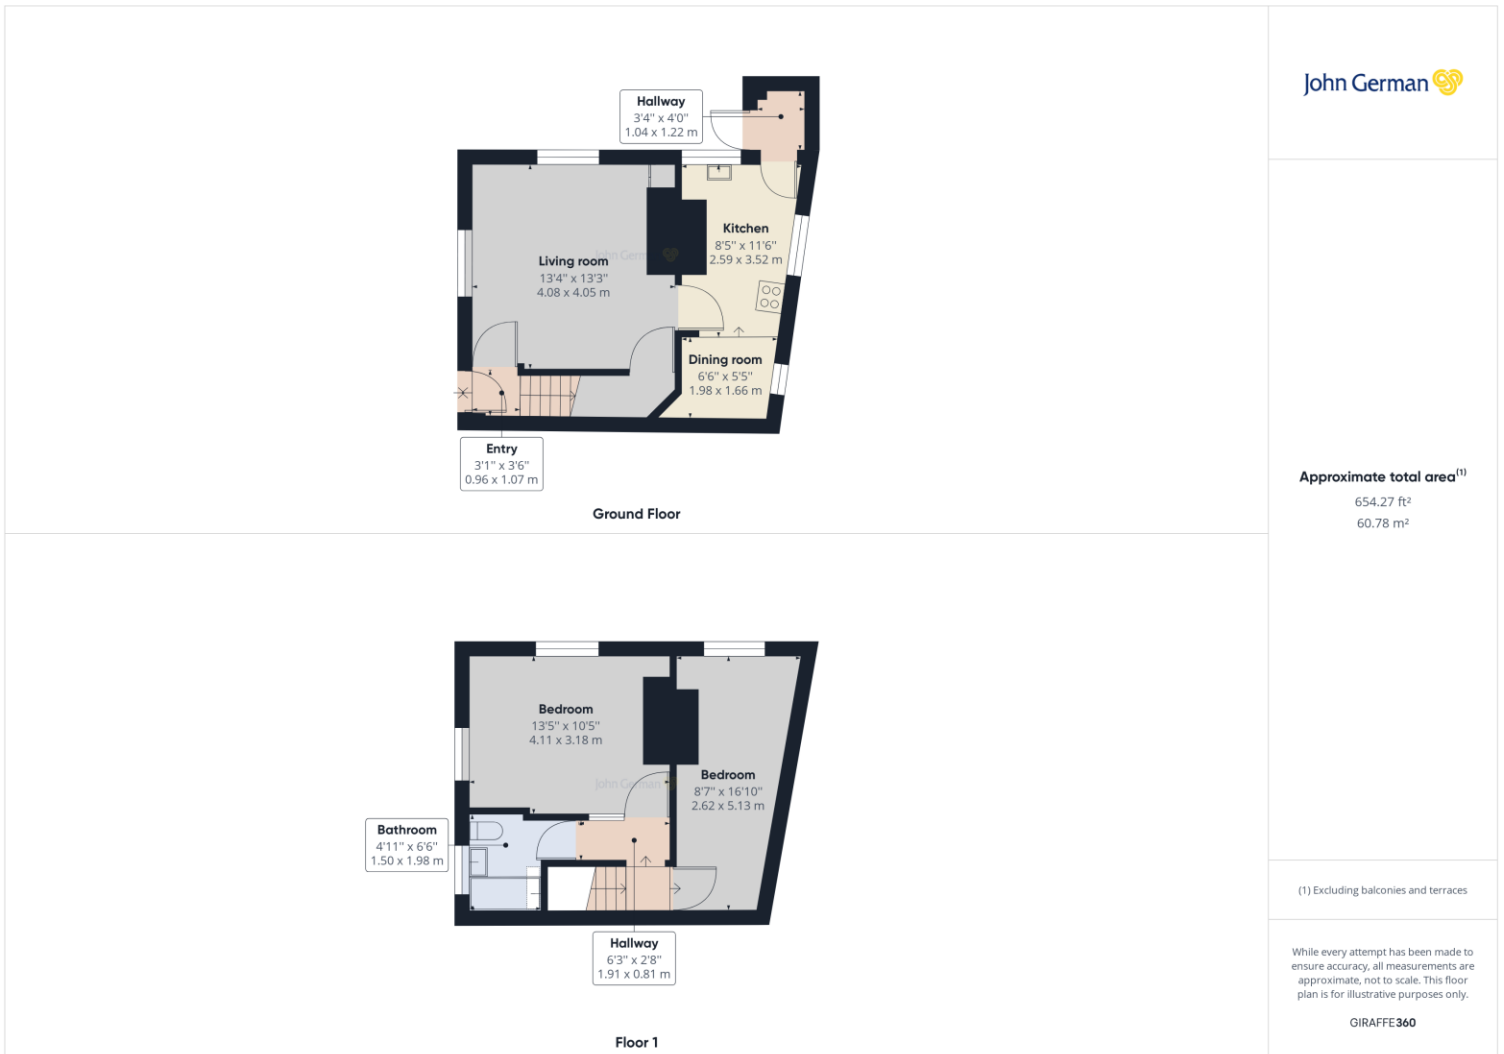 John German
Hallway
3'4" x 4'0"
1.04 x 1.22 m
Kitchen
8'5" x 11'6"
2.59 x 3.52 m
Living room
13'4" x 13'3"
4.08 x 4.05 m
John German
Dining room
6'6" x 5'5"
1.98 x 1.66 m
Entry
3'1" x 3'6"
0.96 x 1.07 m
Ground Floor
Bedroom
13'5" x 10'5"
4.11 x 3.18 m
John German
Bedroom
8'7" x 16'10"
2.62 x 5.13 m
Bathroom
4'11" x 6'6"
1.50 x 1.98 m
Hallway
6'3" x 2'8"
1.91 x 0.81 m
Floor 1
Approximate total area(1)
654.27 ft²
60.78 m²
(1) Excluding balconies and terraces
While every attempt has been made to
ensure accuracy, all measurements are
approximate, not to scale. This floor
plan is for illustrative purposes only.
GIRAFFE360